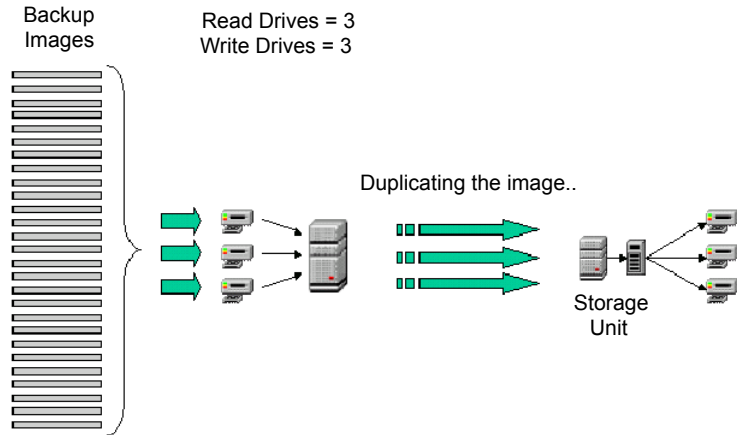 Backup
Images
Read Drives = 3
Write Drives = 3
Duplicating the image..
Storage
Unit